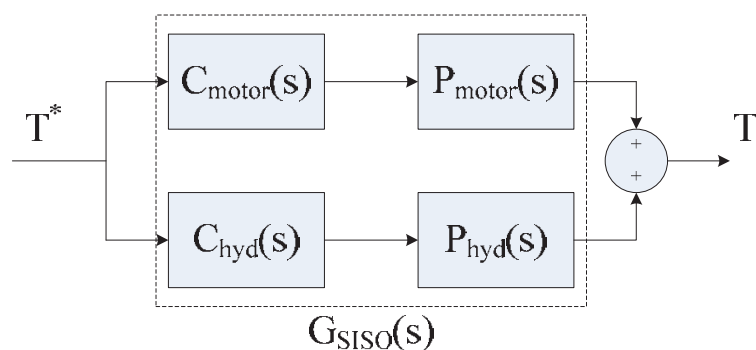 C_motor(s) P_motor(s)
T* + + T
C_hyd(s) P_hyd(s)
G_SISO(s)